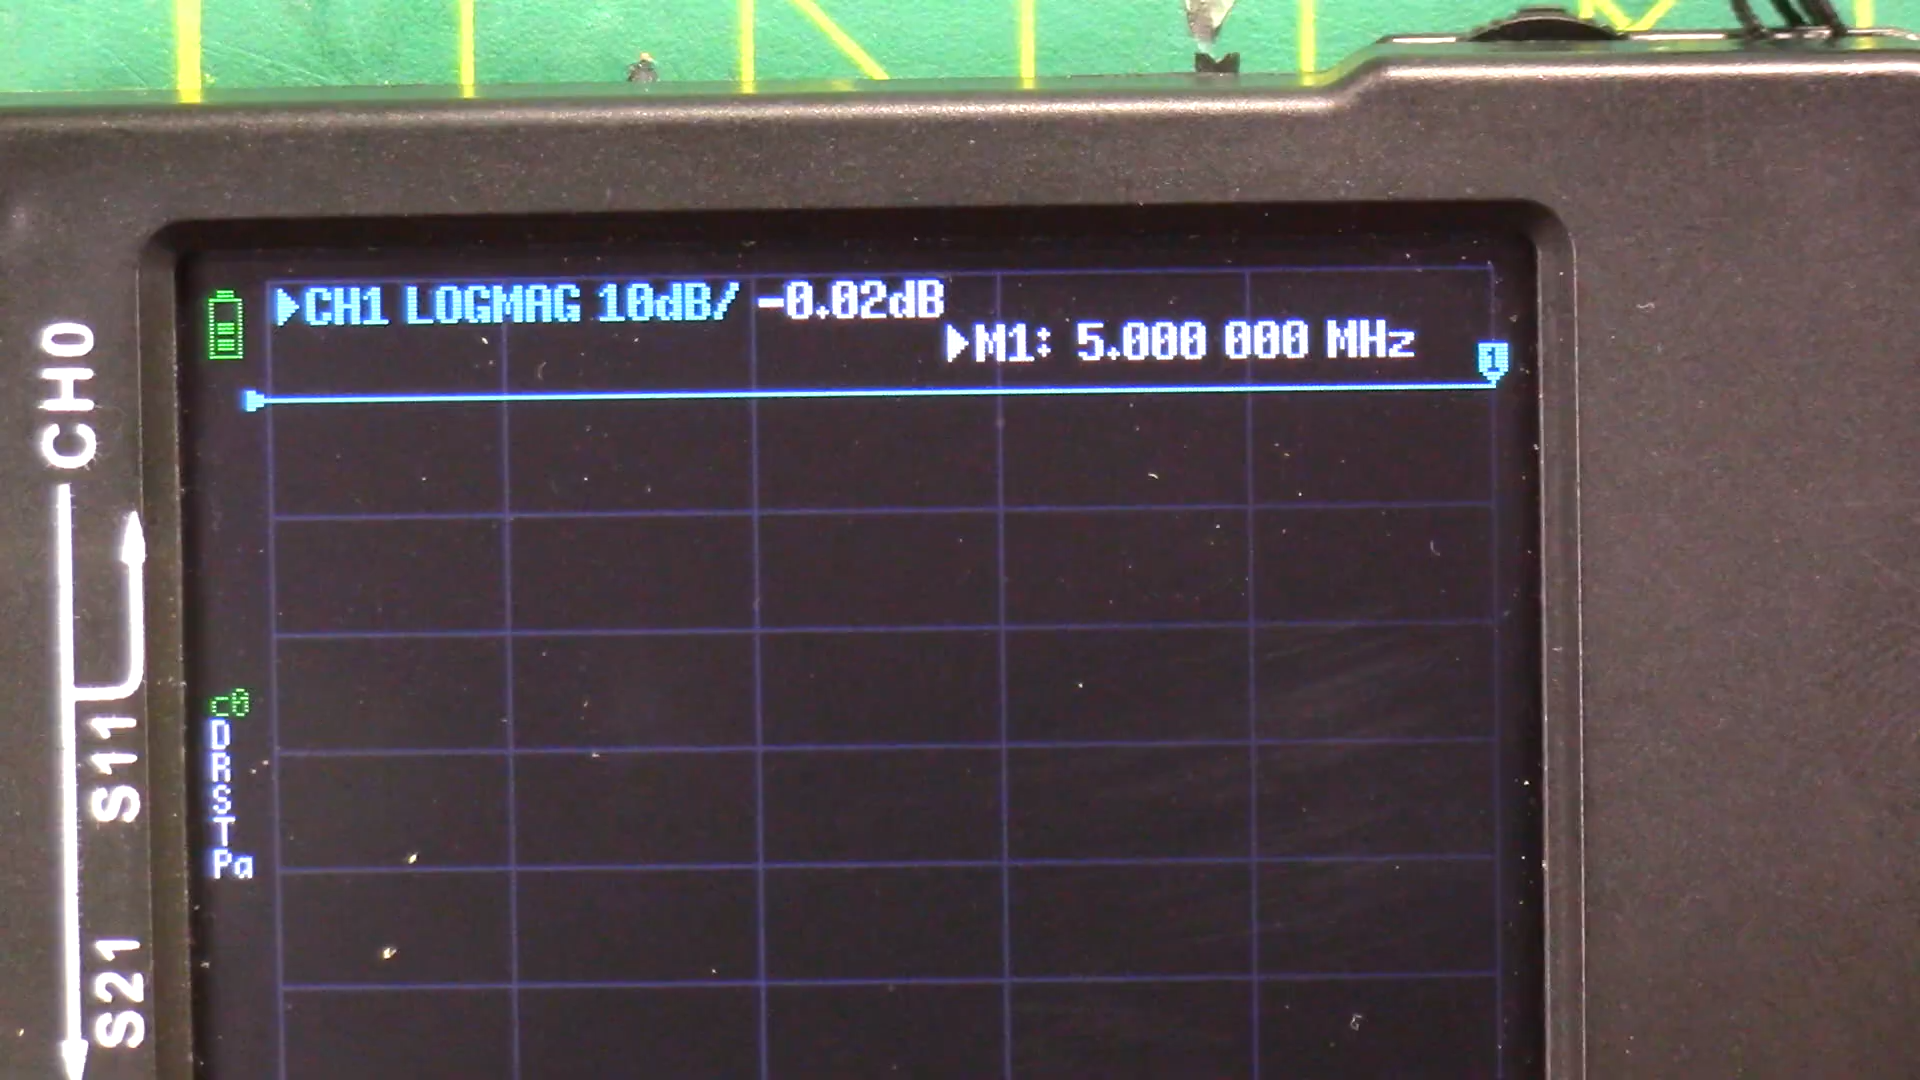 CH1 LOGMAG 10dB/ -0.02dB
M1: 5.000 000 MHz
1
CH0
S11
S21
c0
D
R
S
T
Pa